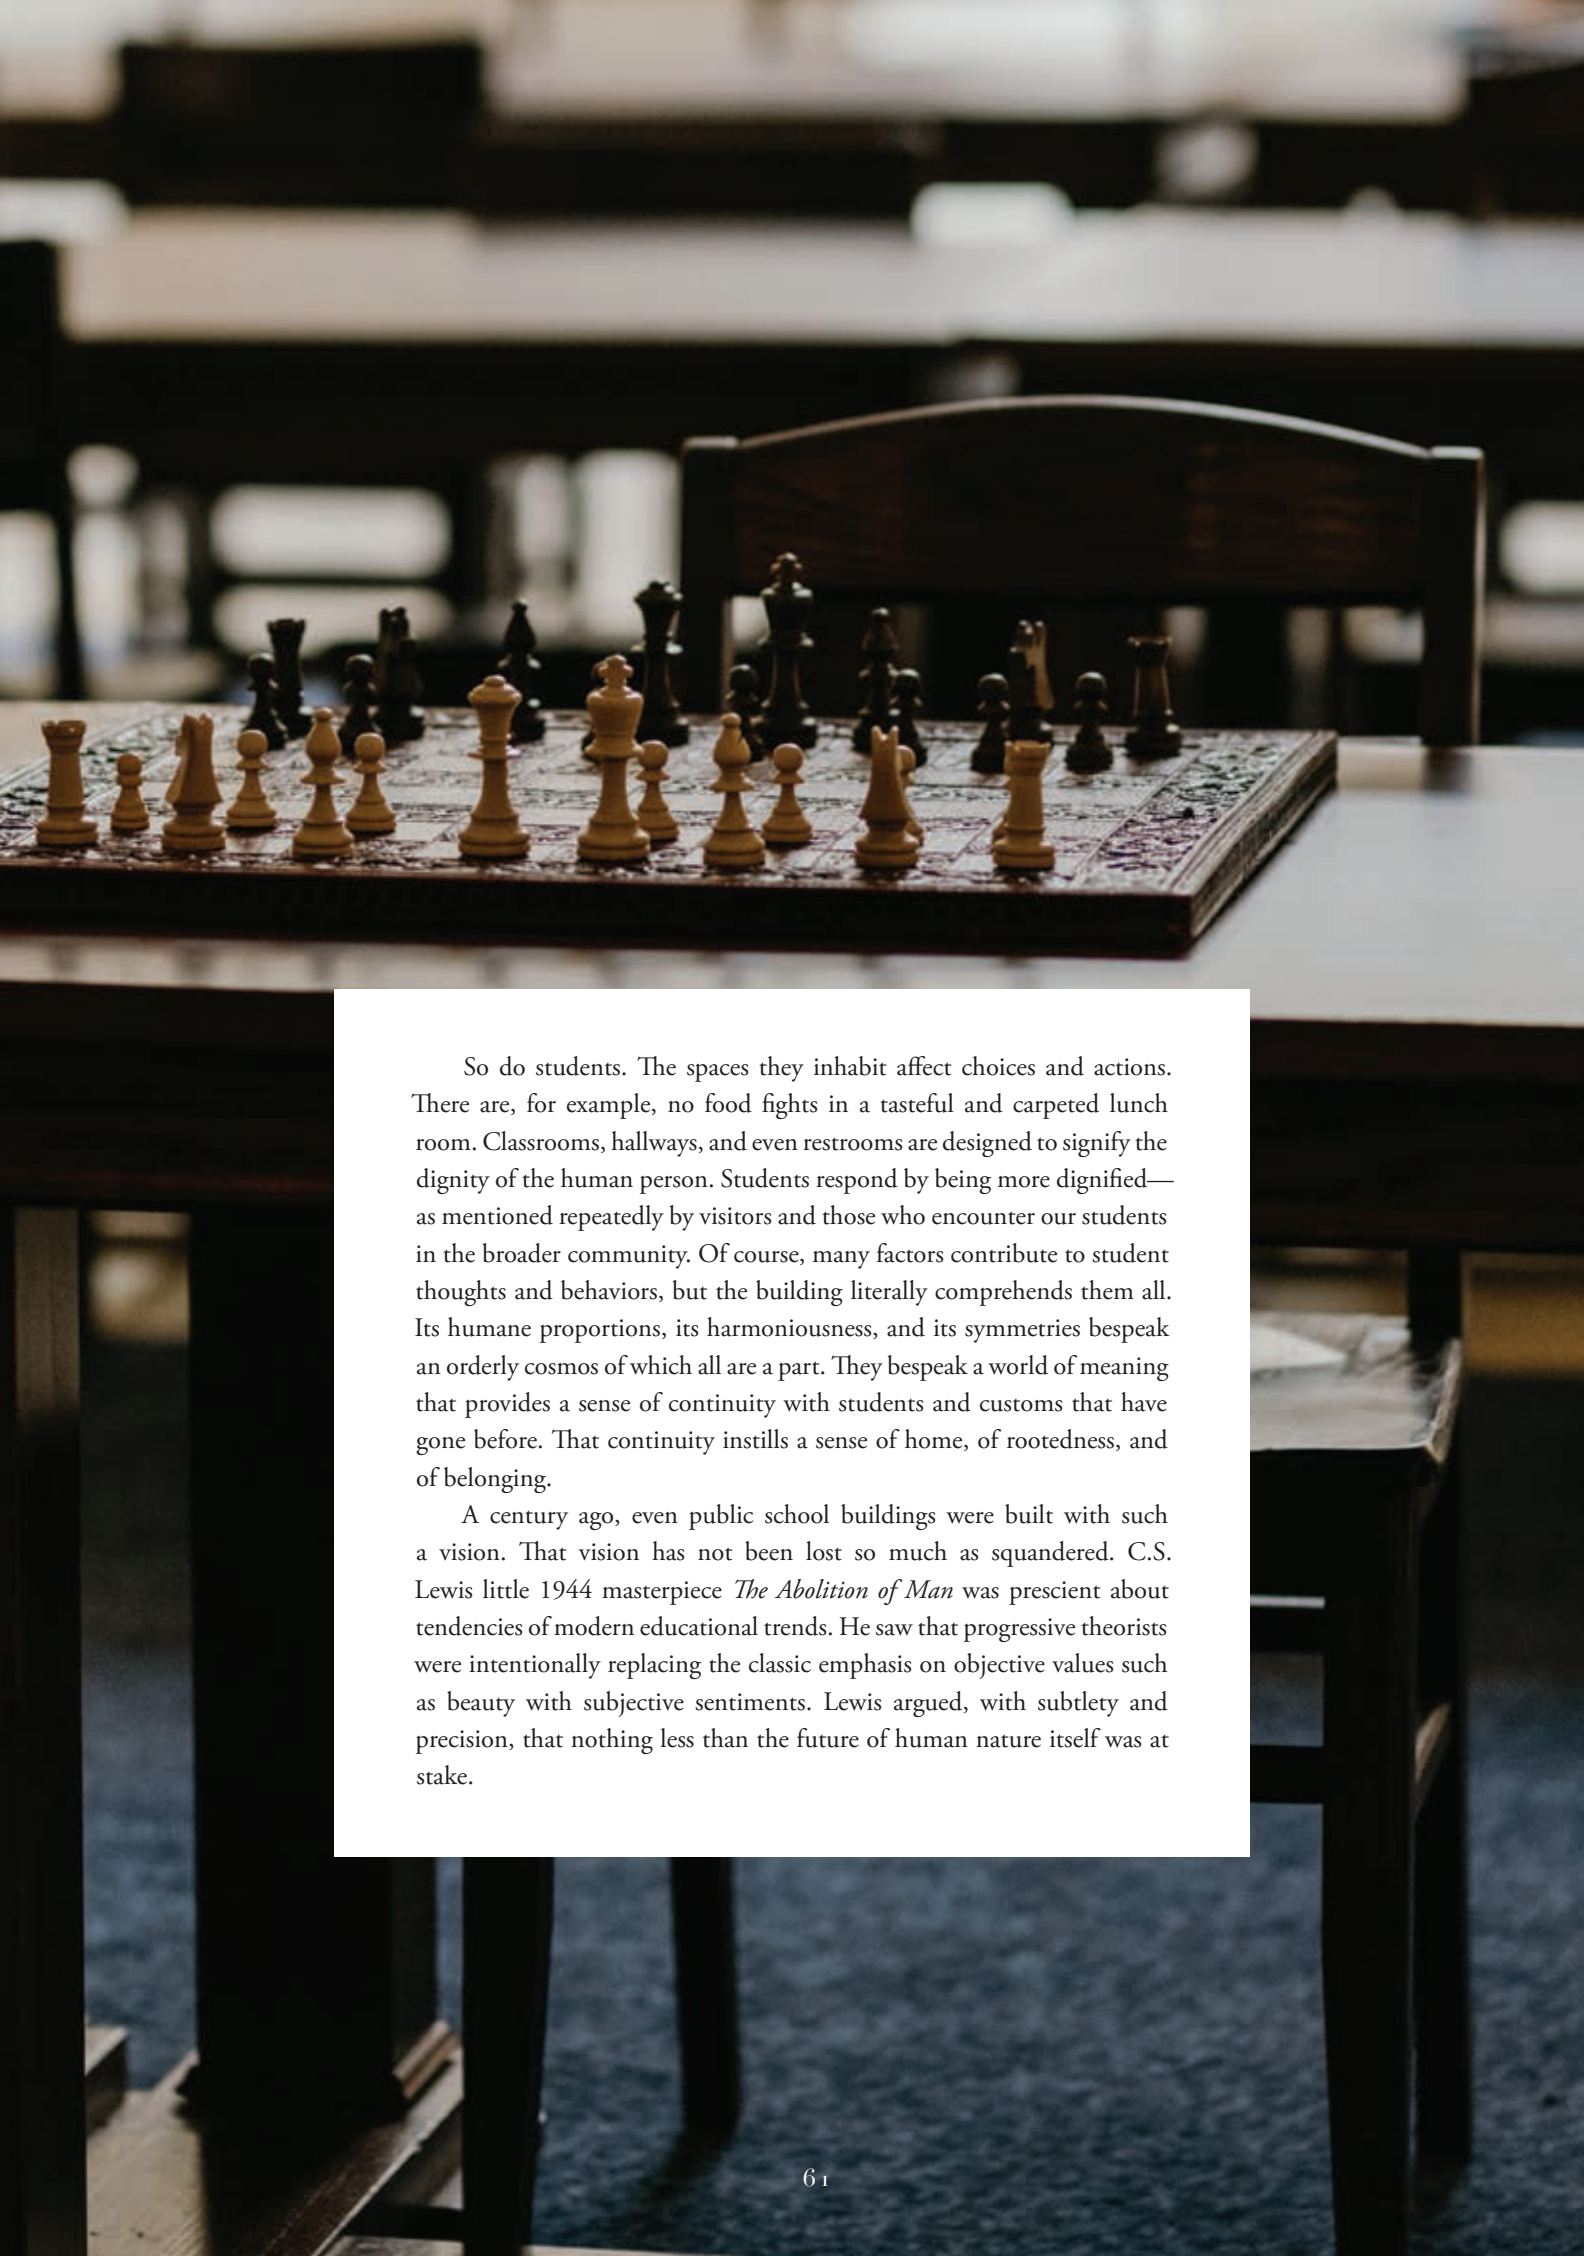 So do students. The spaces they inhabit affect choices and actions.
There are, for example, no food fights in a tasteful and carpeted lunch
room. Classrooms, hallways, and even restrooms are designed to signify the
dignity of the human person. Students respond by being more dignified—
as mentioned repeatedly by visitors and those who encounter our students
in the broader community. Of course, many factors contribute to student
thoughts and behaviors, but the building literally comprehends them all.
Its humane proportions, its harmoniousness, and its symmetries bespeak
an orderly cosmos of which all are a part. They bespeak a world of meaning
that provides a sense of continuity with students and customs that have
gone before. That continuity instills a sense of home, of rootedness, and
of belonging.
A century ago, even public school buildings were built with such
a vision. That vision has not been lost so much as squandered. C.S.
Lewis little 1944 masterpiece The Abolition of Man was prescient about
tendencies of modern educational trends. He saw that progressive theorists
were intentionally replacing the classic emphasis on objective values such
as beauty with subjective sentiments. Lewis argued, with subtlety and
precision, that nothing less than the future of human nature itself was at
stake.
61